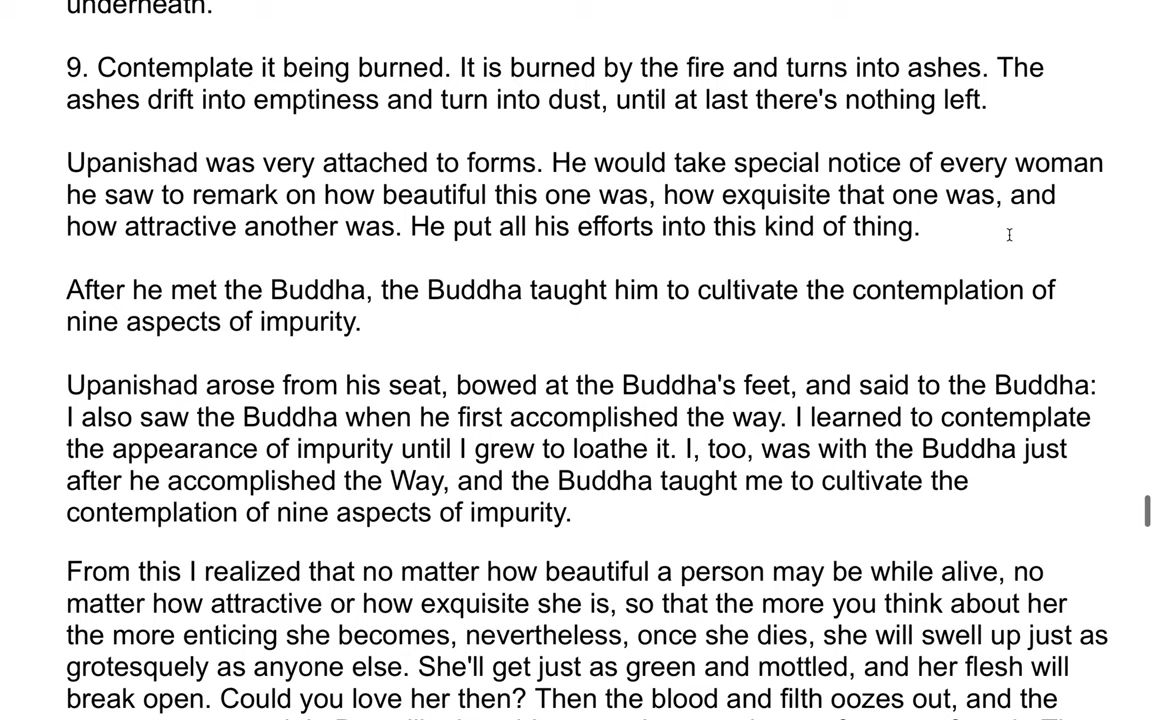 underneath.
9. Contemplate it being burned. It is burned by the fire and turns into ashes. The
ashes drift into emptiness and turn into dust, until at last there's nothing left.
Upanishad was very attached to forms. He would take special notice of every woman
he saw to remark on how beautiful this one was, how exquisite that one was, and
how attractive another was. He put all his efforts into this kind of thing.
After he met the Buddha, the Buddha taught him to cultivate the contemplation of
nine aspects of impurity.
Upanishad arose from his seat, bowed at the Buddha's feet, and said to the Buddha:
I also saw the Buddha when he first accomplished the way. I learned to contemplate
the appearance of impurity until I grew to loathe it. I, too, was with the Buddha just
after he accomplished the Way, and the Buddha taught me to cultivate the
contemplation of nine aspects of impurity.
From this I realized that no matter how beautiful a person may be while alive, no
matter how attractive or how exquisite she is, so that the more you think about her
the more enticing she becomes, nevertheless, once she dies, she will swell up just as
grotesquely as anyone else. She'll get just as green and mottled, and her flesh will
break open. Could you love her then? Then the blood and filth oozes out, and the